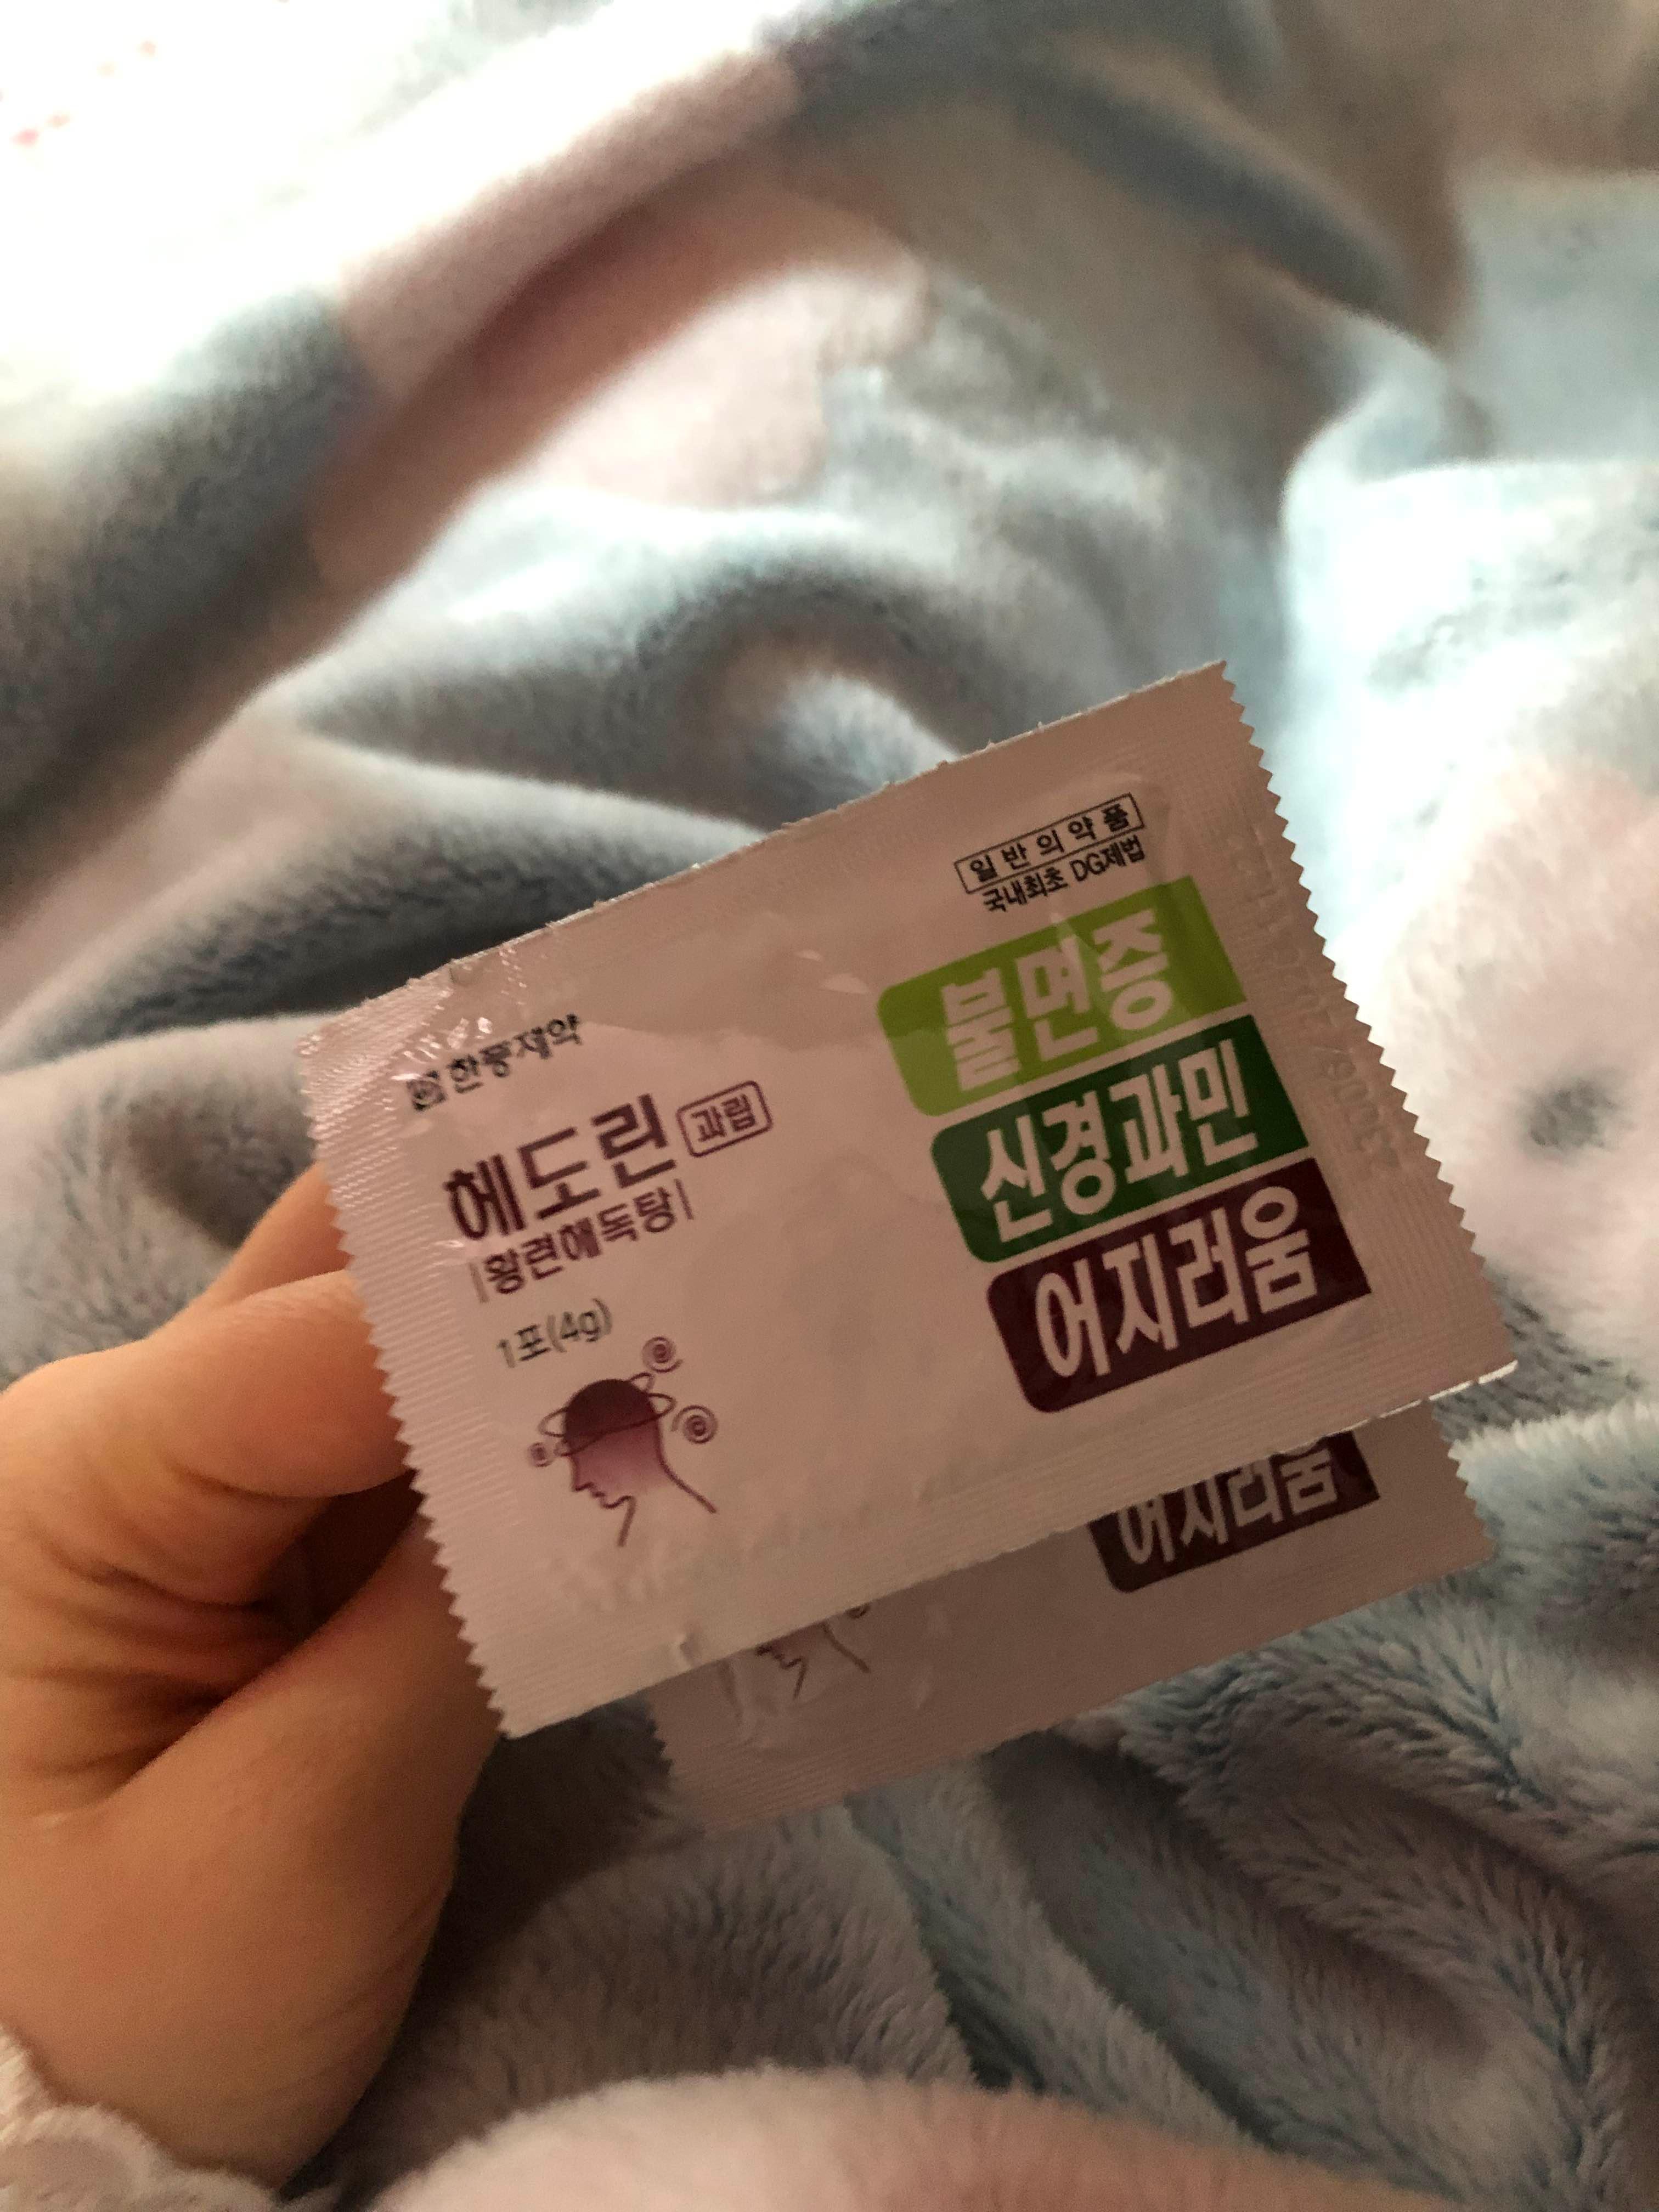 한풍제약
헤도린 과립
|황련해독탕|
1포(4g)
일반의약품
국내최초 DG제법
불면증
신경과민
어지러움
어지러움